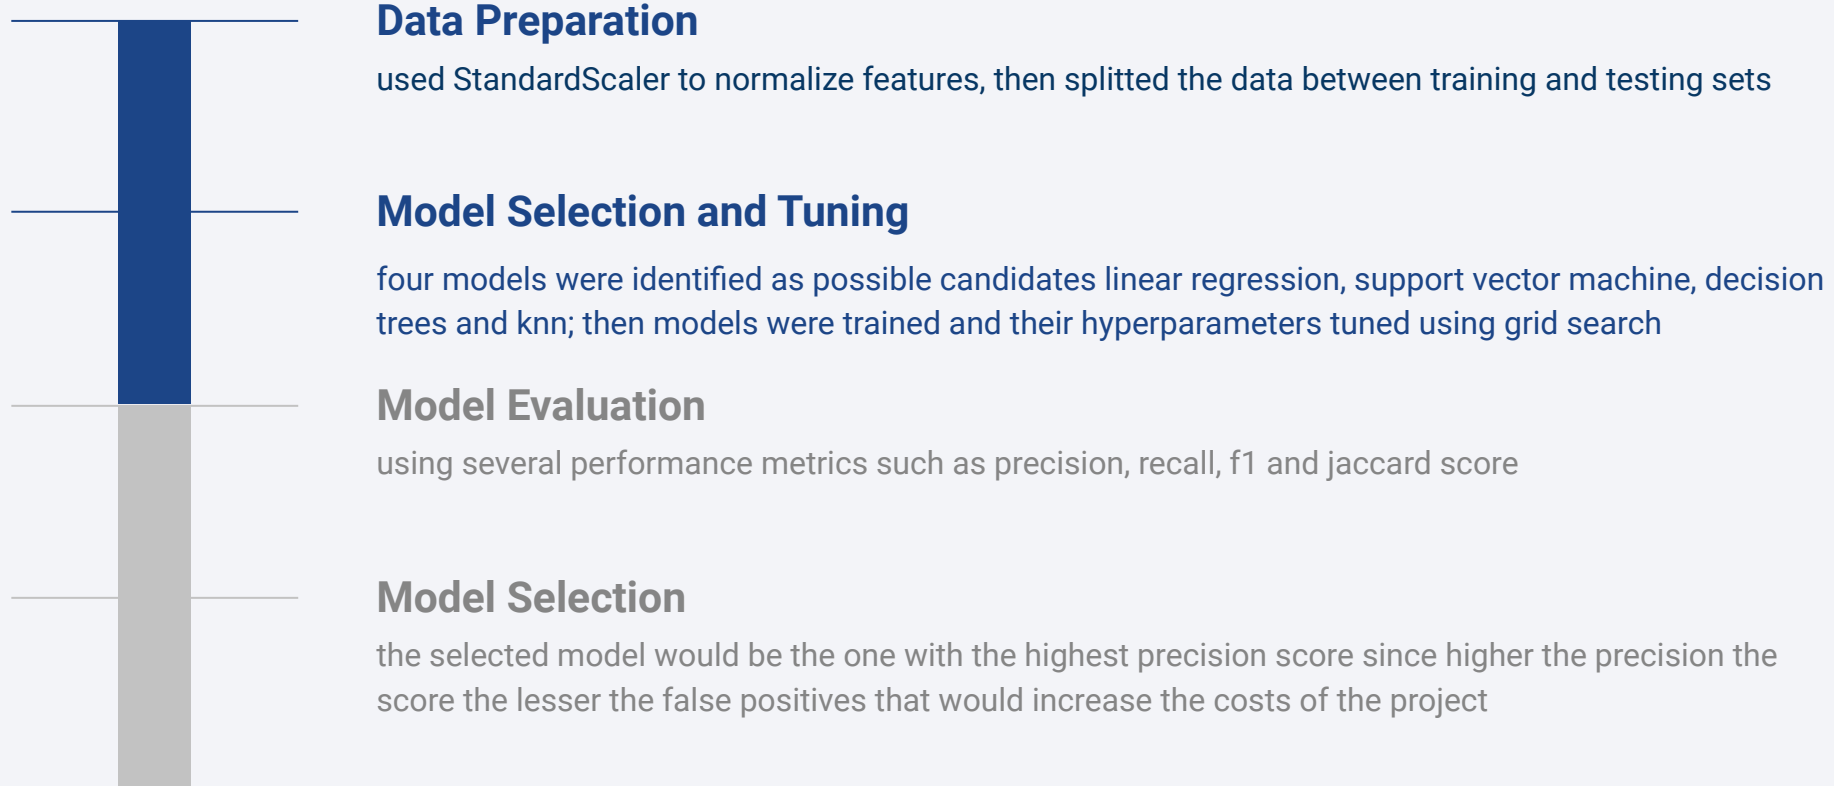 Data Preparation
used StandardScaler to normalize features, then splitted the data between training and testing sets
Model Selection and Tuning
four models were identified as possible candidates linear regression, support vector machine, decision
trees and knn; then models were trained and their hyperparameters tuned using grid search
Model Evaluation
using several performance metrics such as precision, recall, f1 and jaccard score
Model Selection
the selected model would be the one with the highest precision score since higher the precision the
score the lesser the false positives that would increase the costs of the project